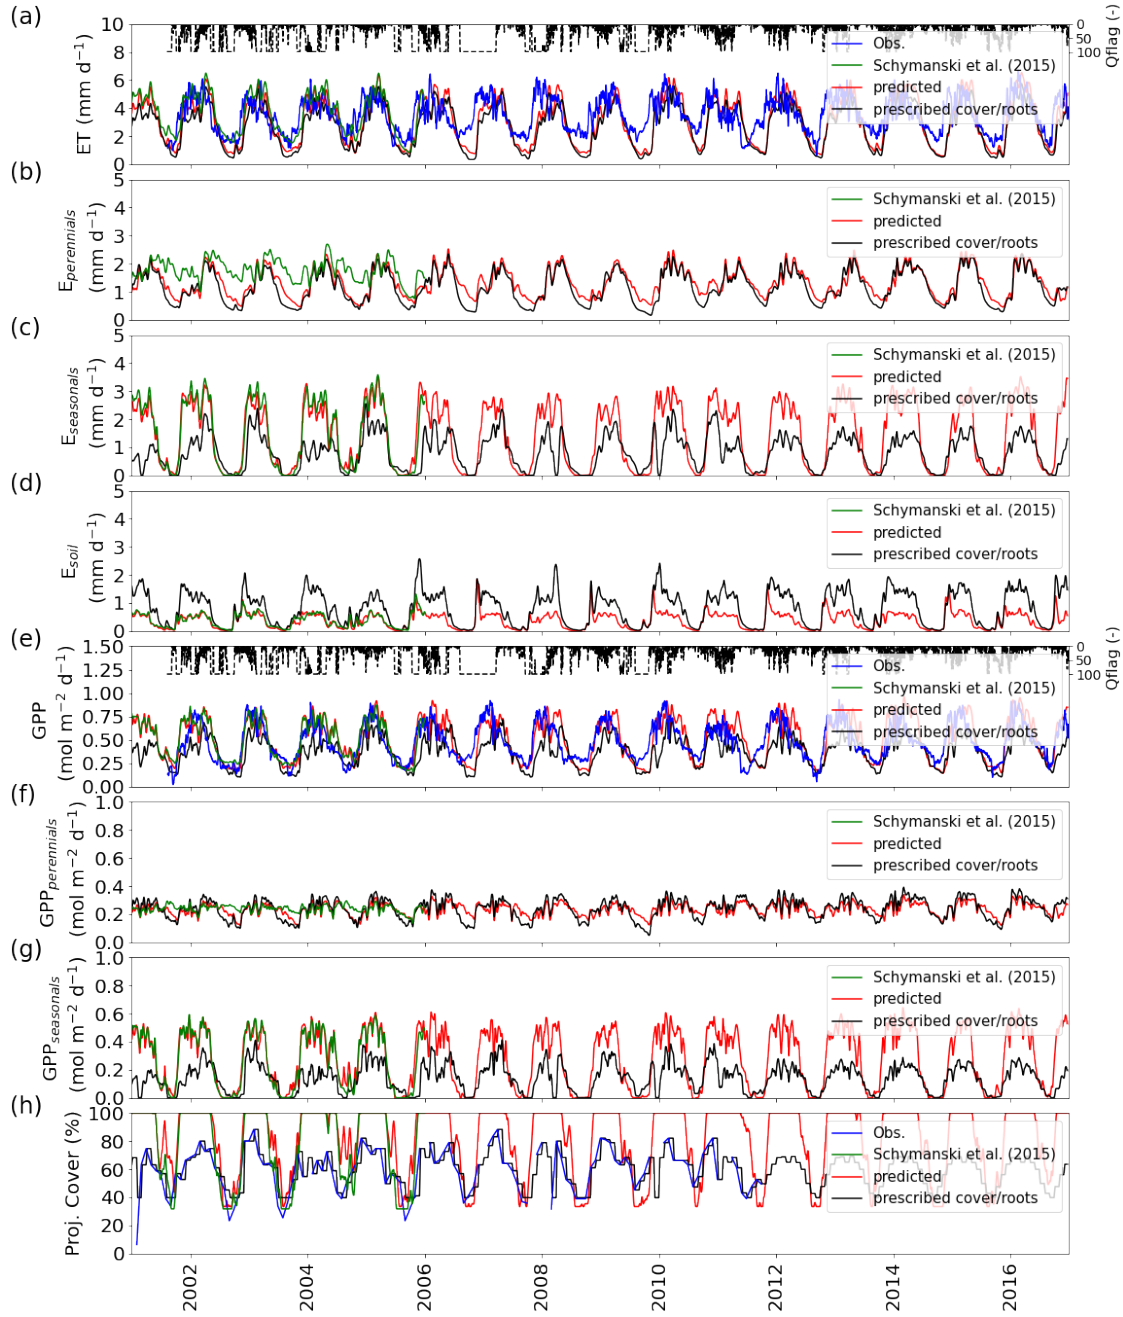 (a)
10
8
6
4
2
0
ET (mm d⁻¹)
0
50
100
Qflag (-)
Obs.
Schymanski et al. (2015)
predicted
prescribed cover/roots
(b)
5
4
3
2
1
0
E_perennials
(mm d⁻¹)
Schymanski et al. (2015)
predicted
prescribed cover/roots
(c)
5
4
3
2
1
0
E_seasonals
(mm d⁻¹)
Schymanski et al. (2015)
predicted
prescribed cover/roots
(d)
5
4
3
2
1
0
E_soil
(mm d⁻¹)
Schymanski et al. (2015)
predicted
prescribed cover/roots
(e)
1.50
1.25
1.00
0.75
0.50
0.25
0.00
GPP
(mol m⁻² d⁻¹)
0
50
100
Qflag (-)
Obs.
Schymanski et al. (2015)
predicted
prescribed cover/roots
(f)
1.0
0.8
0.6
0.4
0.2
0.0
GPP_perennials
(mol m⁻² d⁻¹)
Schymanski et al. (2015)
predicted
prescribed cover/roots
(g)
1.0
0.8
0.6
0.4
0.2
0.0
GPP_seasonals
(mol m⁻² d⁻¹)
Schymanski et al. (2015)
predicted
prescribed cover/roots
(h)
100
80
60
40
20
0
Proj. Cover (%)
Obs.
Schymanski et al. (2015)
predicted
prescribed cover/roots
2002
2004
2006
2008
2010
2012
2014
2016